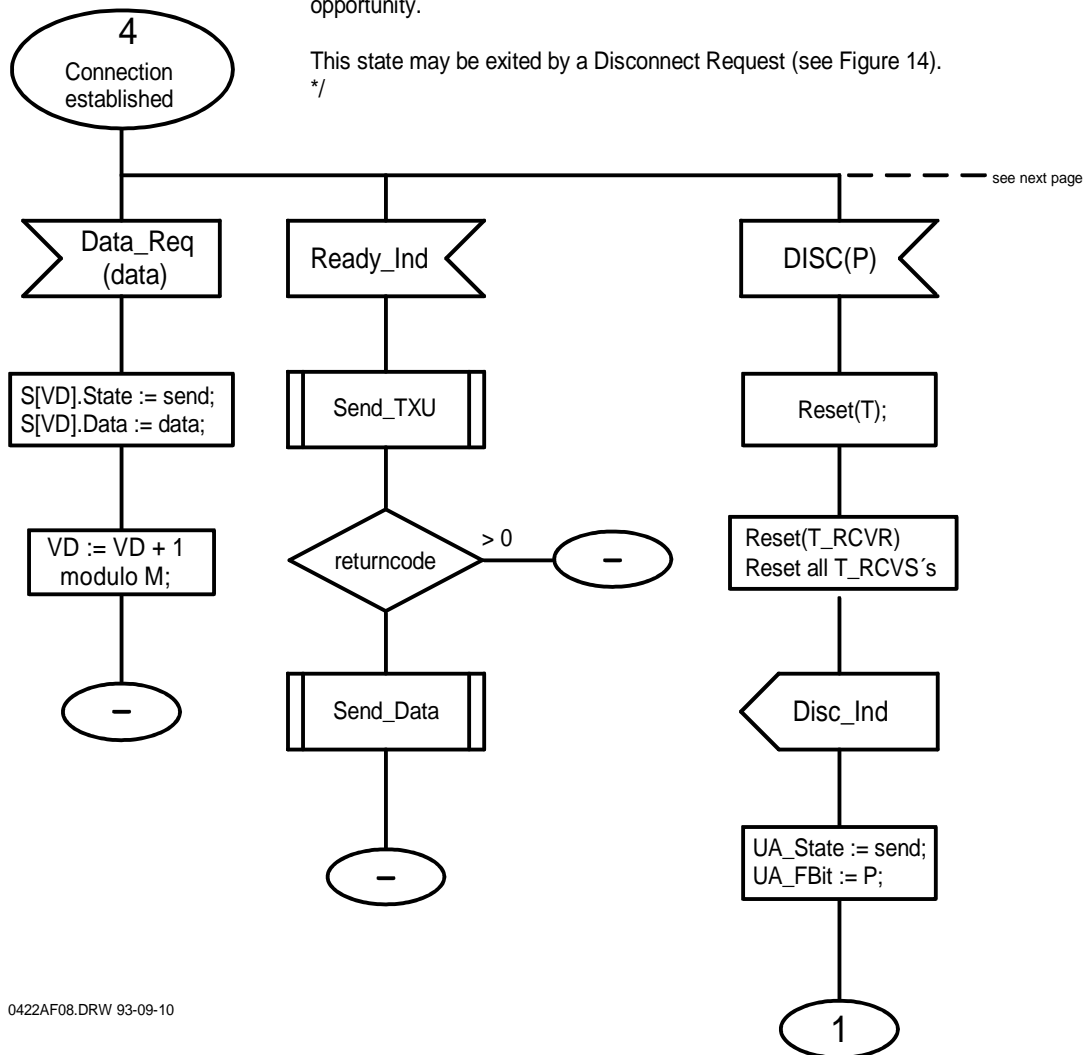 opportunity.
This state may be exited by a Disconnect Request (see Figure 14).
*/
4
Connection
established
see next page
Data_Req
(data)
Ready_Ind
DISC(P)
S[VD].State := send;
S[VD].Data := data;
Send_TXU
Reset(T);
VD := VD + 1
modulo M;
returncode
> 0
–
Reset(T_RCVR)
Reset all T_RCVS´s
–
Send_Data
Disc_Ind
UA_State := send;
UA_FBit := P;
–
1
0422AF08.DRW 93-09-10